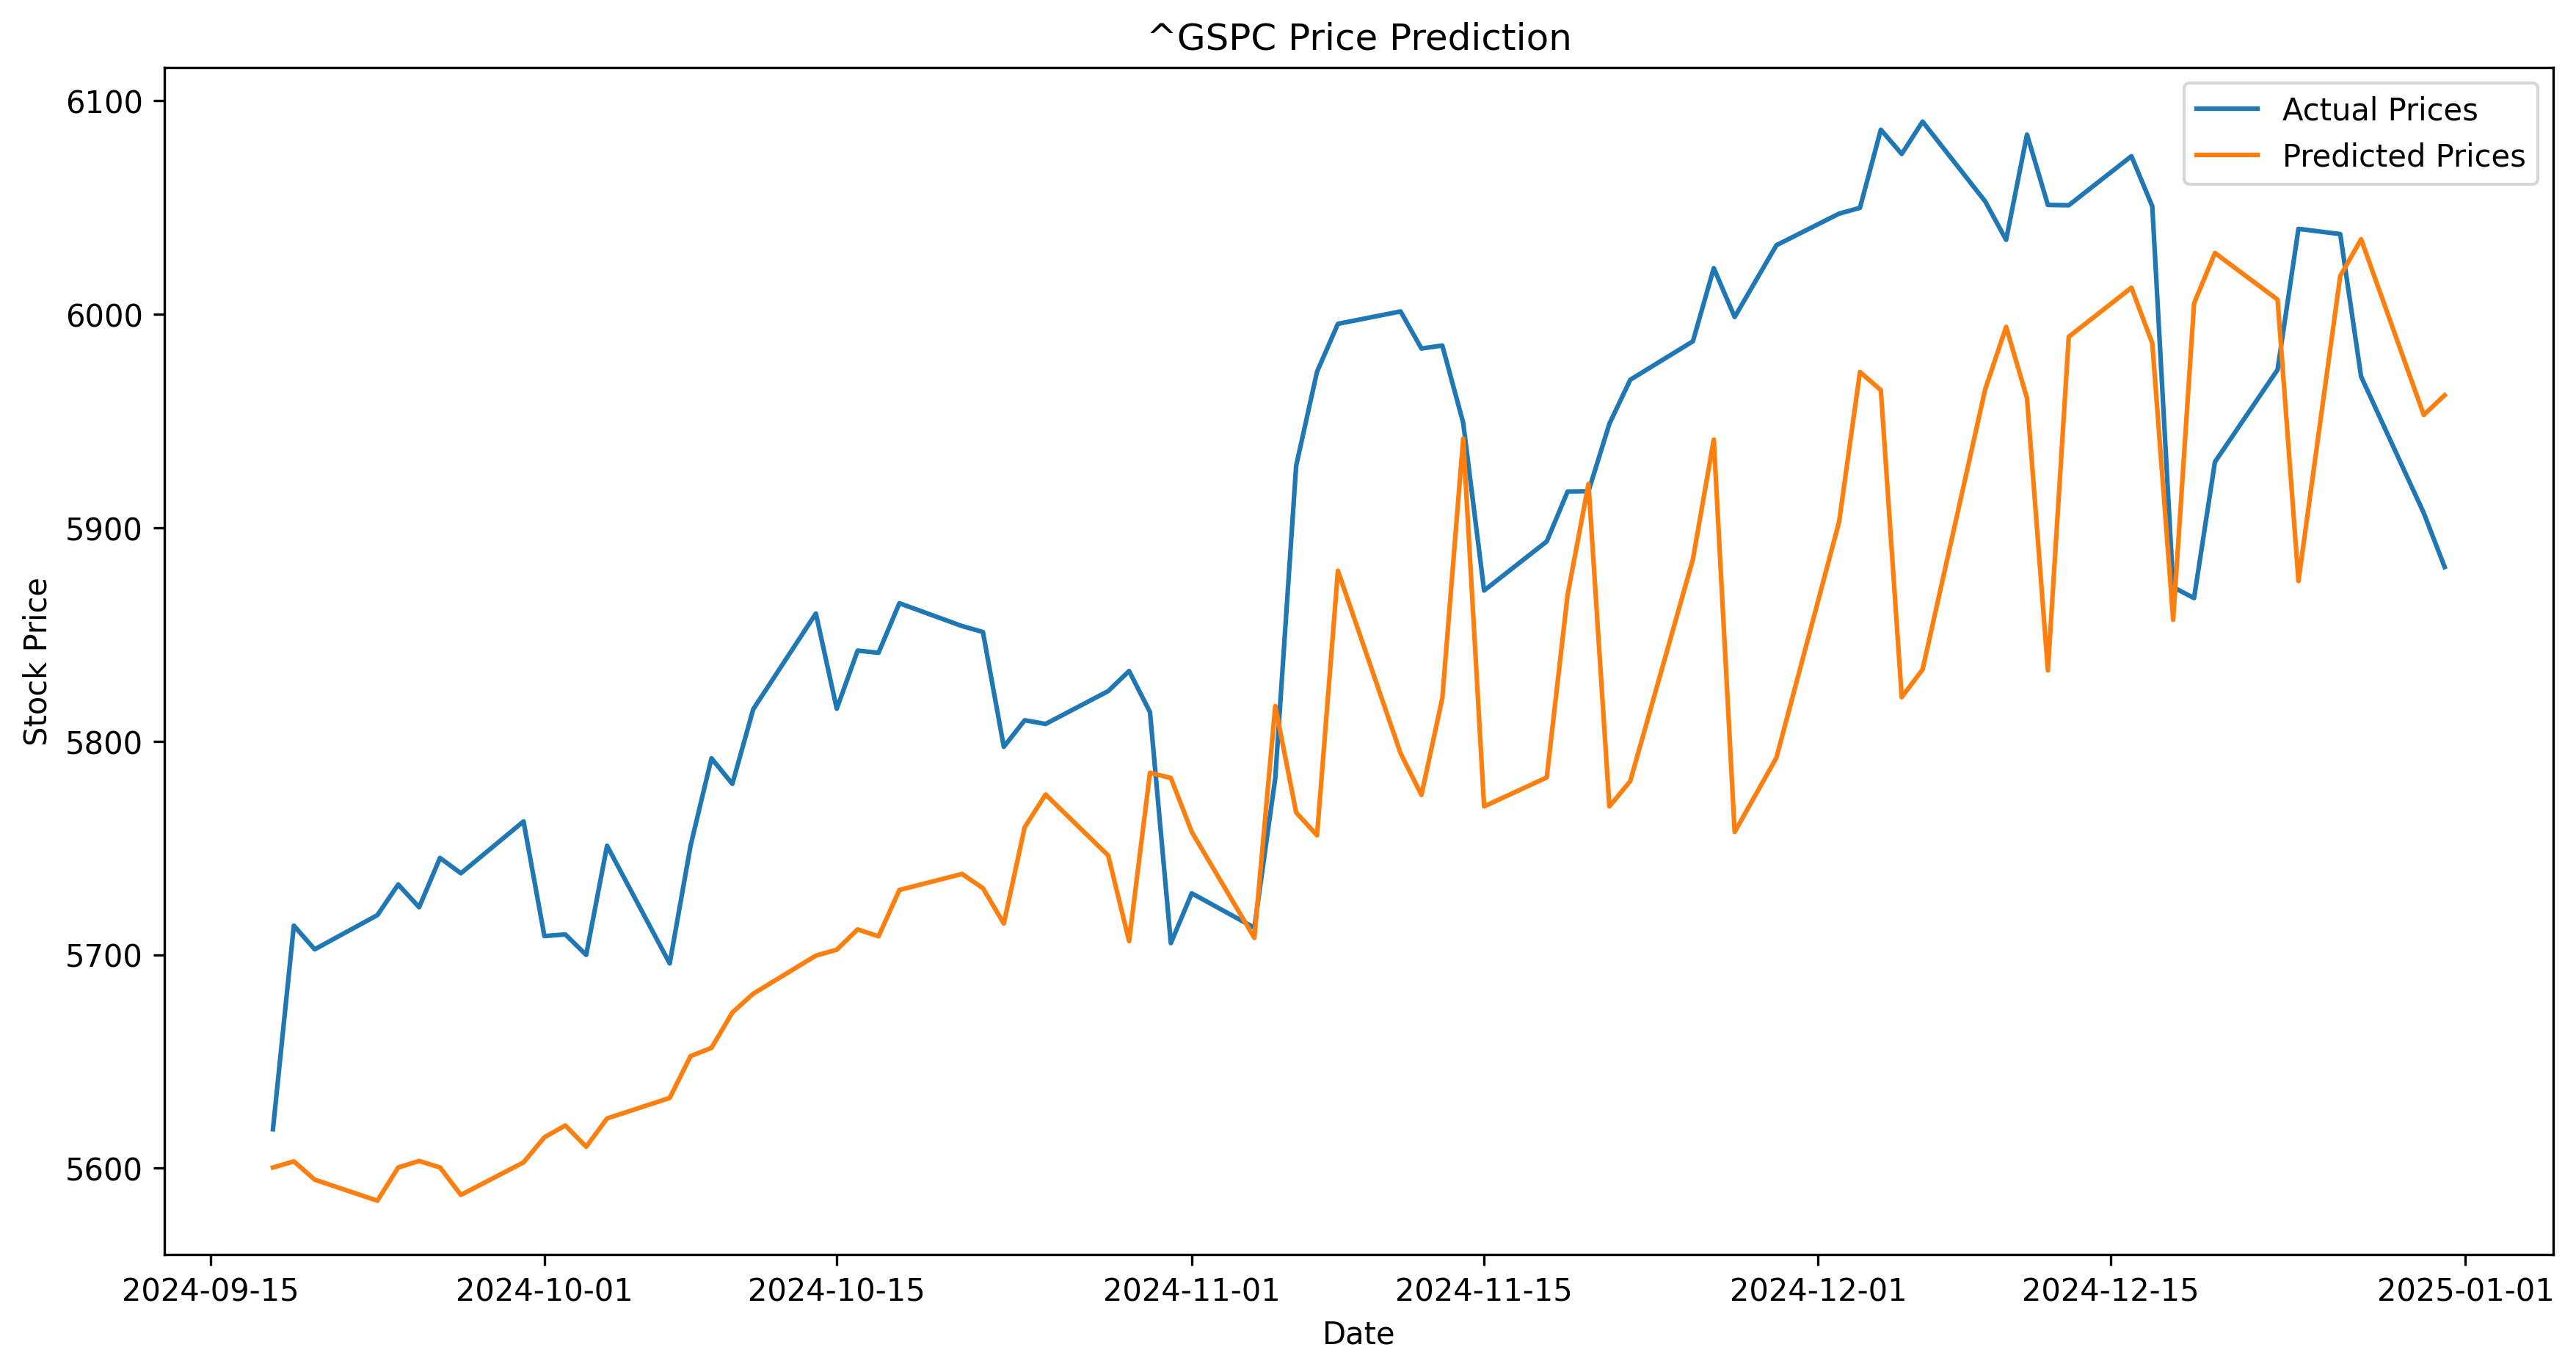 ^GSPC Price Prediction
Actual Prices
Predicted Prices
6100
6000
5900
5800
5700
5600
Stock Price
2024-09-15 2024-10-01 2024-10-15 2024-11-01 2024-11-15 2024-12-01 2024-12-15 2025-01-01
Date